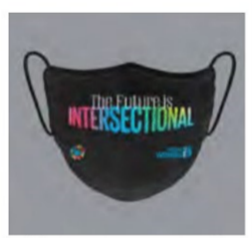 The Future is
INTERSECTIONAL